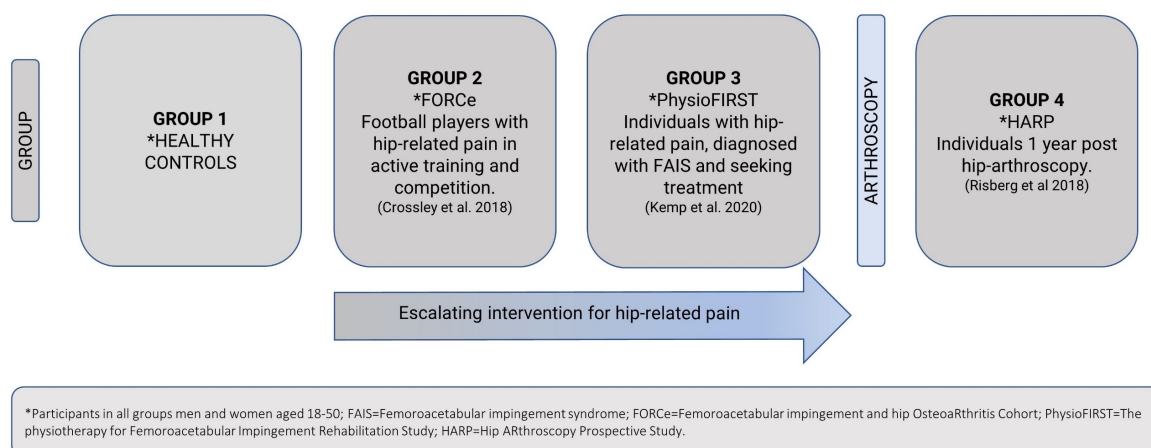 GROUP
GROUP 1
*HEALTHY
CONTROLS
GROUP 2
*FORCe
Football players with
hip-related pain in
active training and
competition.
(Crossley et al. 2018)
GROUP 3
*PhysioFIRST
Individuals with hip-
related pain, diagnosed
with FAIS and seeking
treatment
(Kemp et al. 2020)
ARTHROSCOPY
GROUP 4
*HARP
Individuals 1 year post
hip-arthroscopy.
(Risberg et al 2018)
Escalating intervention for hip-related pain
*Participants in all groups men and women aged 18-50; FAIS=Femoroacetabular impingement syndrome; FORCe=Femoroacetabular impingement and hip OsteoaRthritis Cohort; PhysioFIRST=The
physiotherapy for Femoroacetabular Impingement Rehabilitation Study; HARP=Hip ARthroscopy Prospective Study.